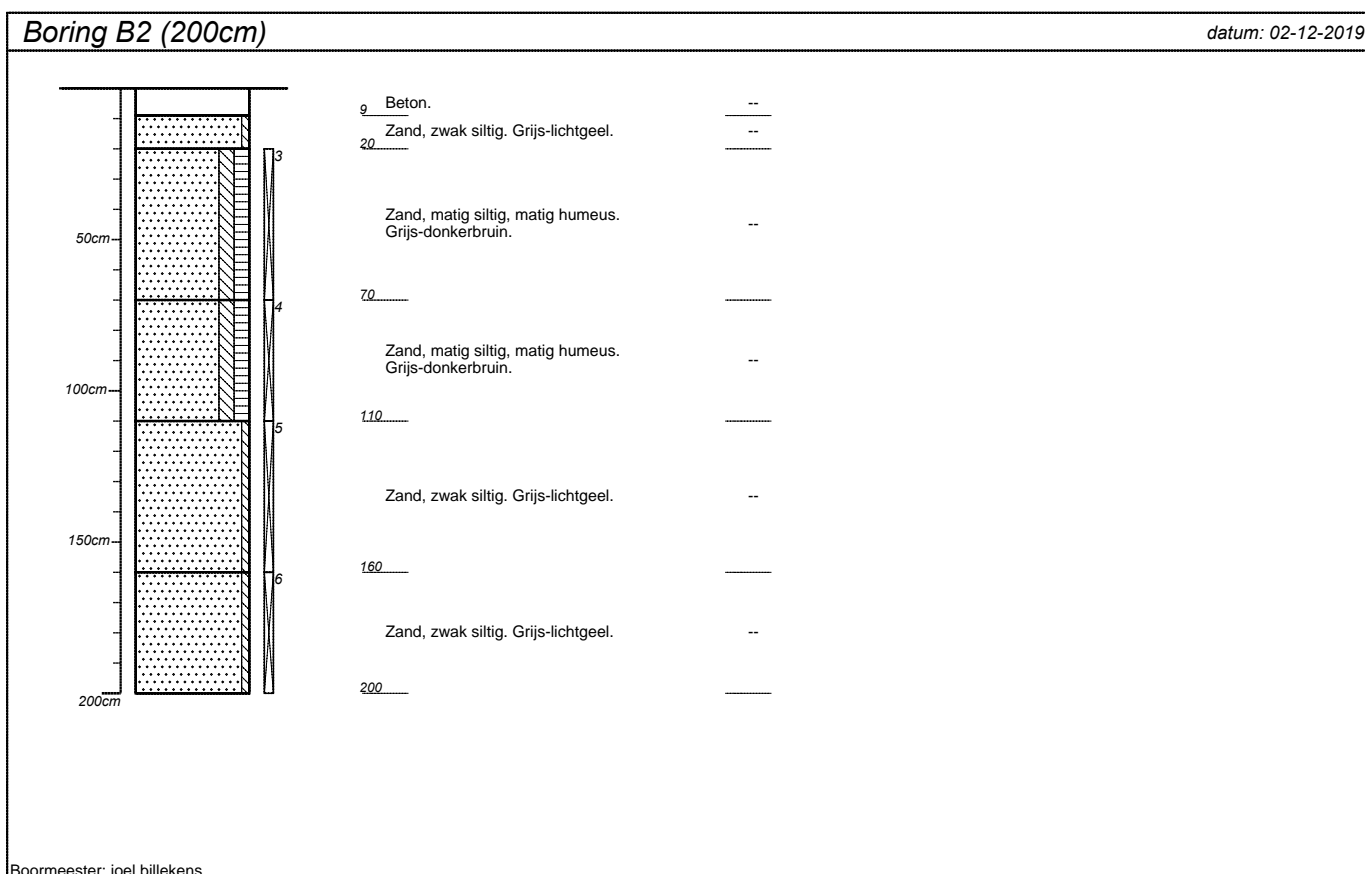 Boring B2 (200cm)
datum: 02-12-2019
9 Beton. --
Zand, zwak siltig. Grijs-lichtgeel. --
20
3
Zand, matig siltig, matig humeus.
Grijs-donkerbruin. --
50cm
70
4
Zand, matig siltig, matig humeus.
Grijs-donkerbruin. --
100cm
110
5
Zand, zwak siltig. Grijs-lichtgeel. --
150cm
160
6
Zand, zwak siltig. Grijs-lichtgeel. --
200
200cm
Boormeester: joel billekens